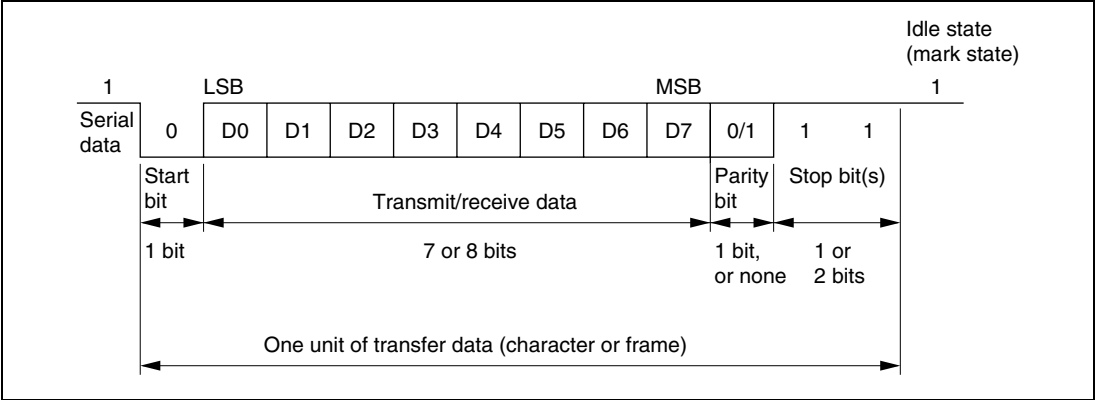 Idle state
(mark state)
1 LSB MSB 1
Serial
data
0 D0 D1 D2 D3 D4 D5 D6 D7 0/1 1 1
Start
bit
Transmit/receive data
Parity
bit
Stop bit(s)
1 bit
7 or 8 bits
1 bit,
or none
1 or
2 bits
One unit of transfer data (character or frame)